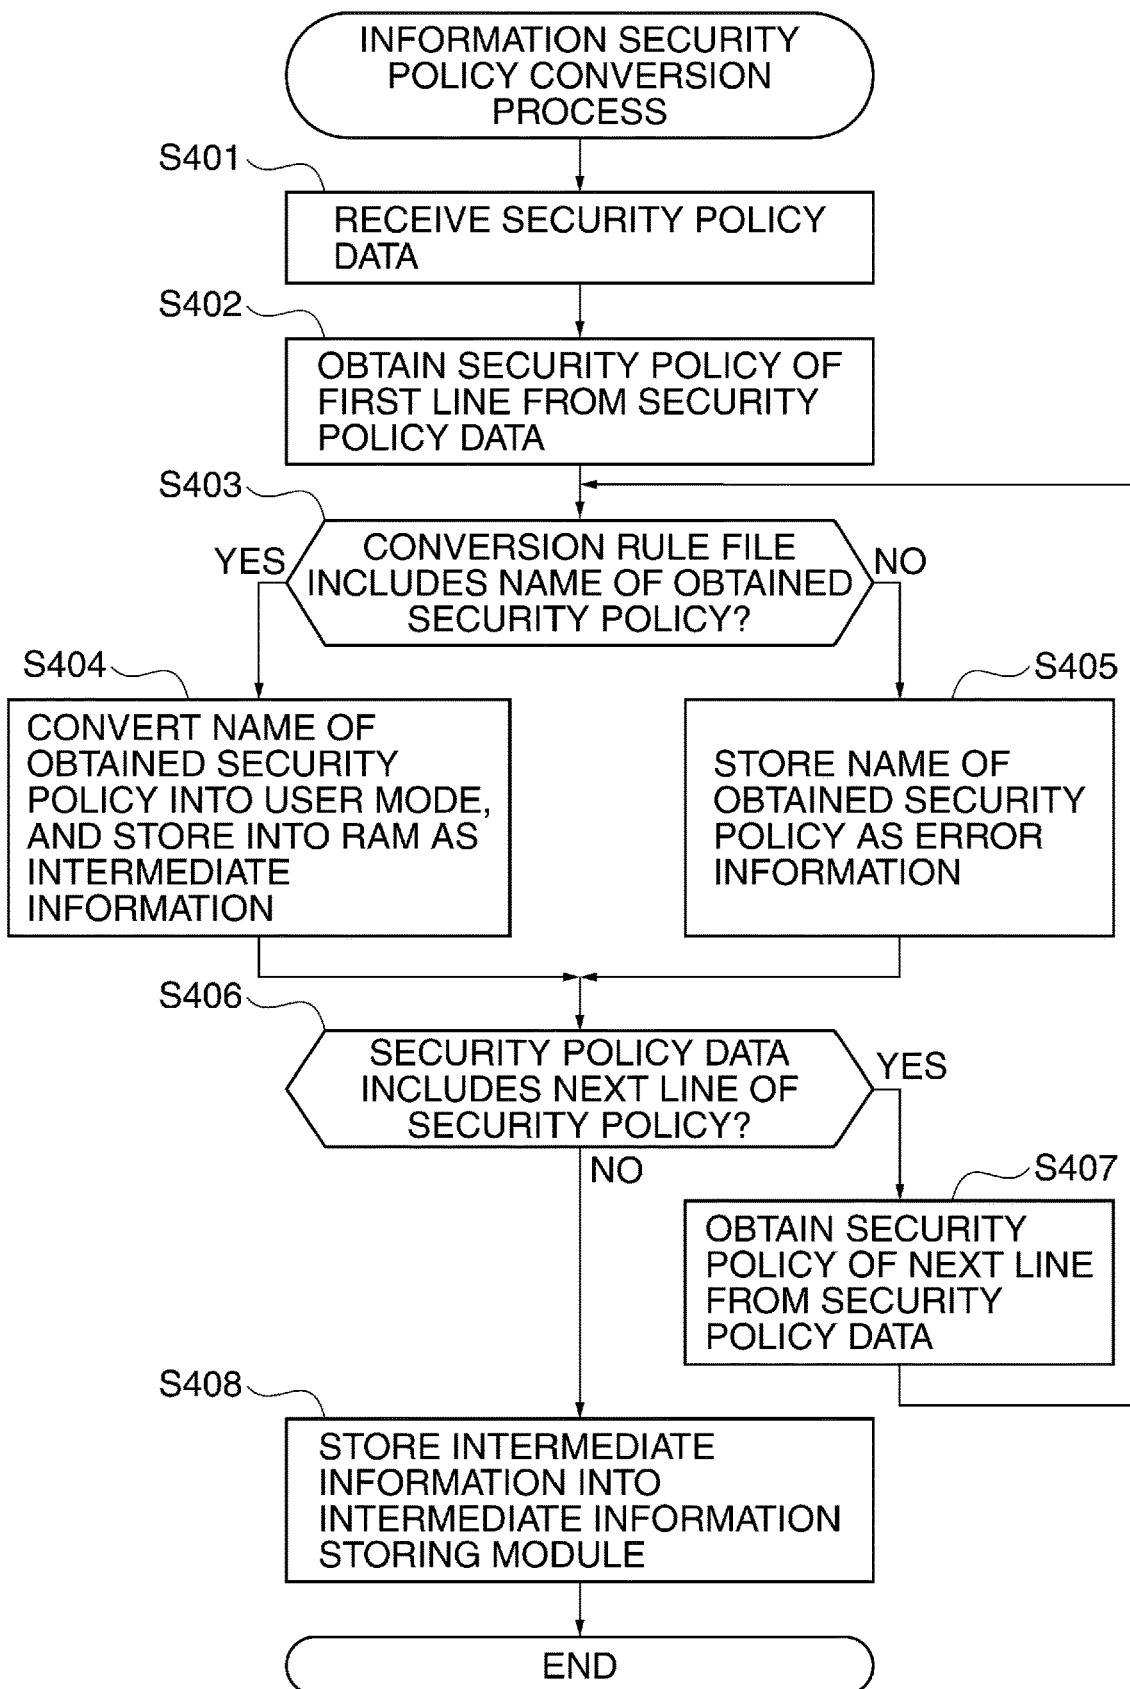 INFORMATION SECURITY
POLICY CONVERSION
PROCESS
S401
RECEIVE SECURITY POLICY
DATA
S402
OBTAIN SECURITY POLICY OF
FIRST LINE FROM SECURITY
POLICY DATA
S403
YES
CONVERSION RULE FILE
INCLUDES NAME OF OBTAINED
SECURITY POLICY?
NO
S404
CONVERT NAME OF
OBTAINED SECURITY
POLICY INTO USER MODE,
AND STORE INTO RAM AS
INTERMEDIATE
INFORMATION
S405
STORE NAME OF
OBTAINED SECURITY
POLICY AS ERROR
INFORMATION
S406
SECURITY POLICY DATA
INCLUDES NEXT LINE OF
SECURITY POLICY?
YES
NO
S407
OBTAIN SECURITY
POLICY OF NEXT LINE
FROM SECURITY
POLICY DATA
S408
STORE INTERMEDIATE
INFORMATION INTO
INTERMEDIATE INFORMATION
STORING MODULE
END